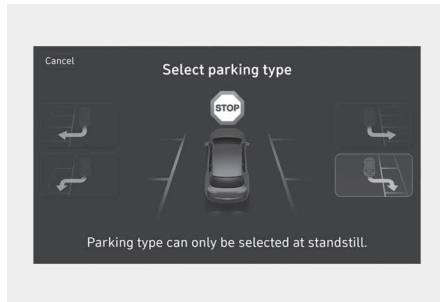 Cancel
Select parking type
STOP
Parking type can only be selected at standstill.